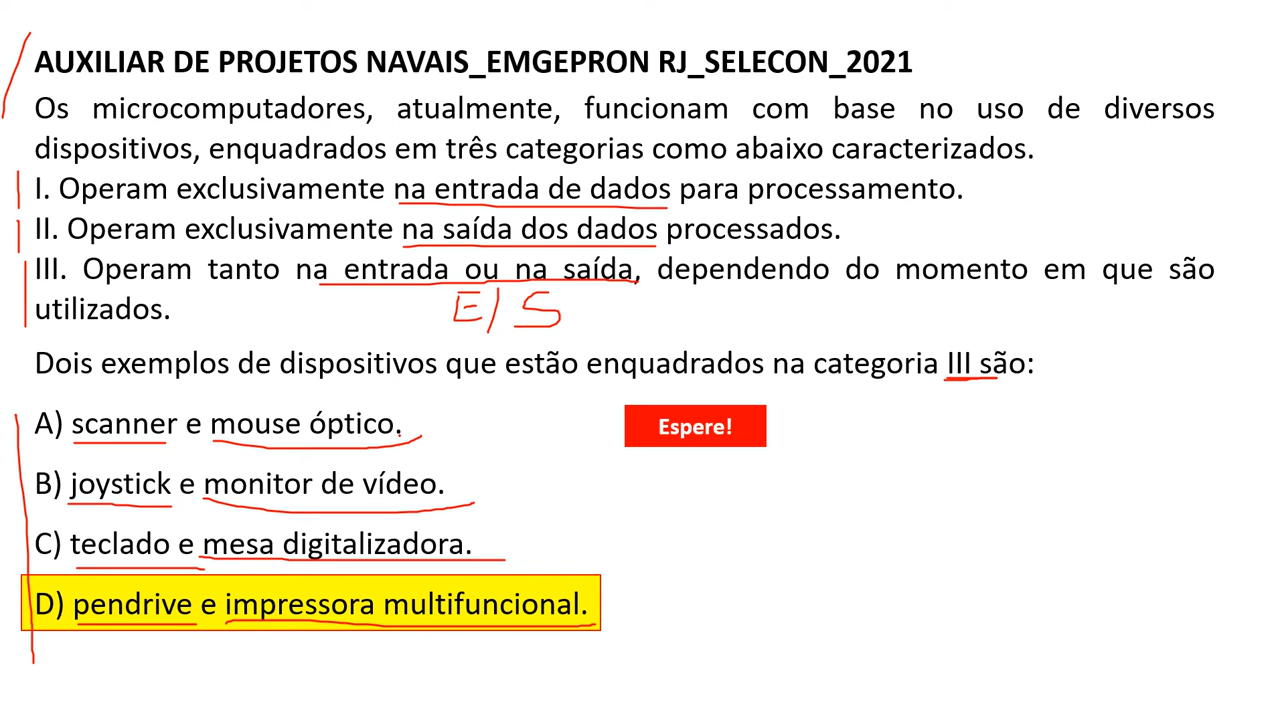 AUXILIAR DE PROJETOS NAVAIS_EMGEPRON RJ_SELECON_2021
Os microcomputadores, atualmente, funcionam com base no uso de diversos
dispositivos, enquadrados em três categorias como abaixo caracterizados.
I. Operam exclusivamente na entrada de dados para processamento.
II. Operam exclusivamente na saída dos dados processados.
III. Operam tanto na entrada ou na saída, dependendo do momento em que são
utilizados.
E/S
Dois exemplos de dispositivos que estão enquadrados na categoria III são:
A) scanner e mouse óptico.
Espere!
B) joystick e monitor de vídeo.
C) teclado e mesa digitalizadora.
D) pendrive e impressora multifuncional.